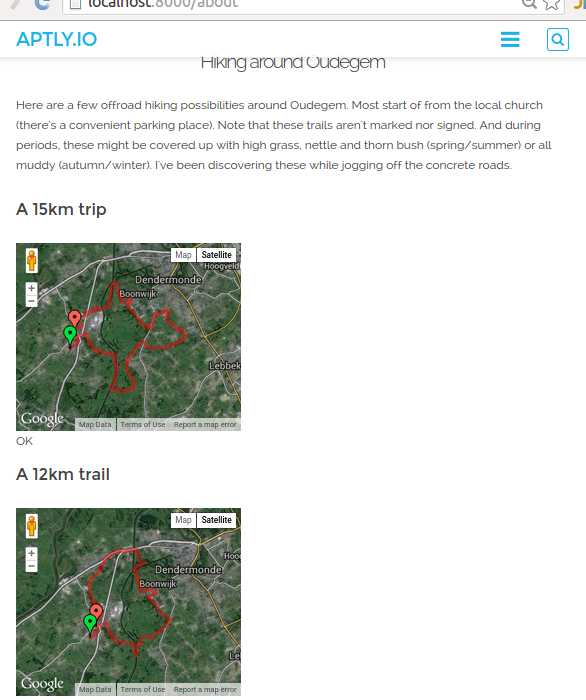 localhost:8000/about
APTLY.IO
Hiking around Oudegem
Here are a few offroad hiking possibilities around Oudegem. Most start of from the local church
(there's a convenient parking place). Note that these trails aren't marked nor signed. And during
periods, these might be covered up with high grass, nettle and thorn bush (spring/summer) or all
muddy (autumn/winter). I've been discovering these while jogging off the concrete roads.
A 15km trip
Map Satellite
Hoogveld
Dendermonde
Boonwijk
+
−
Lebbek
Google
Map Data Terms of Use Report a map error
OK
A 12km trail
Map Satellite
+
−
Hoo
Dendermonde
Boonwijk
Le
Google
Map Data Terms of Use Report a map error